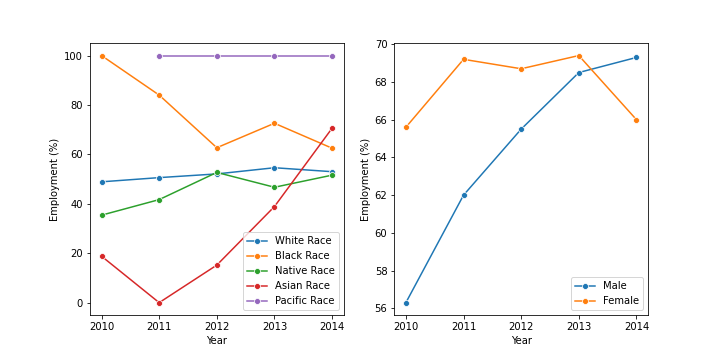 100
80
60
40
20
0
Employment (%)
2010 2011 2012 2013 2014
Year
White Race
Black Race
Native Race
Asian Race
Pacific Race
70
68
66
64
62
60
58
56
Employment (%)
2010 2011 2012 2013 2014
Year
Male
Female